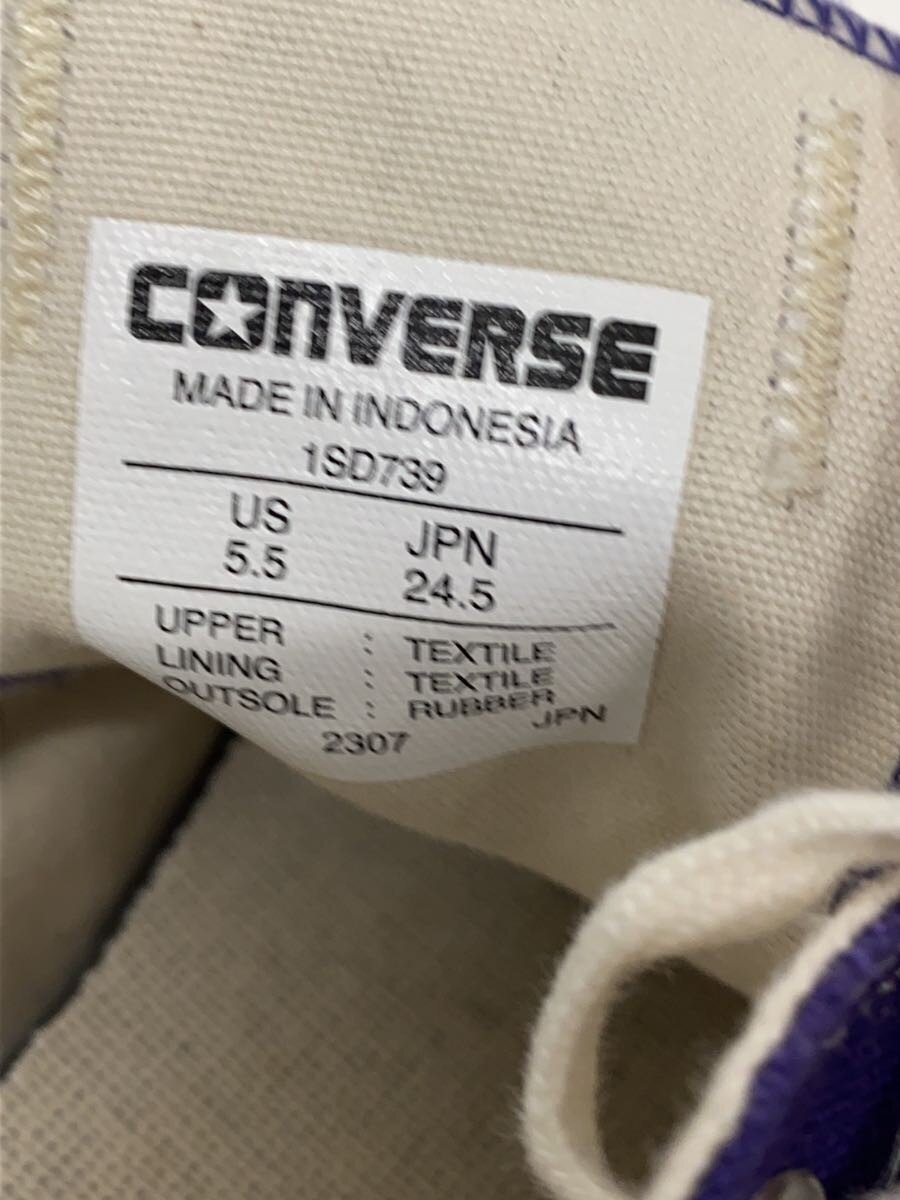 CONVERSE
MADE IN INDONESIA
1SD739
US JPN
5.5 24.5
UPPER : TEXTILE
LINING : TEXTILE
OUTSOLE : RUBBER
2307 JPN